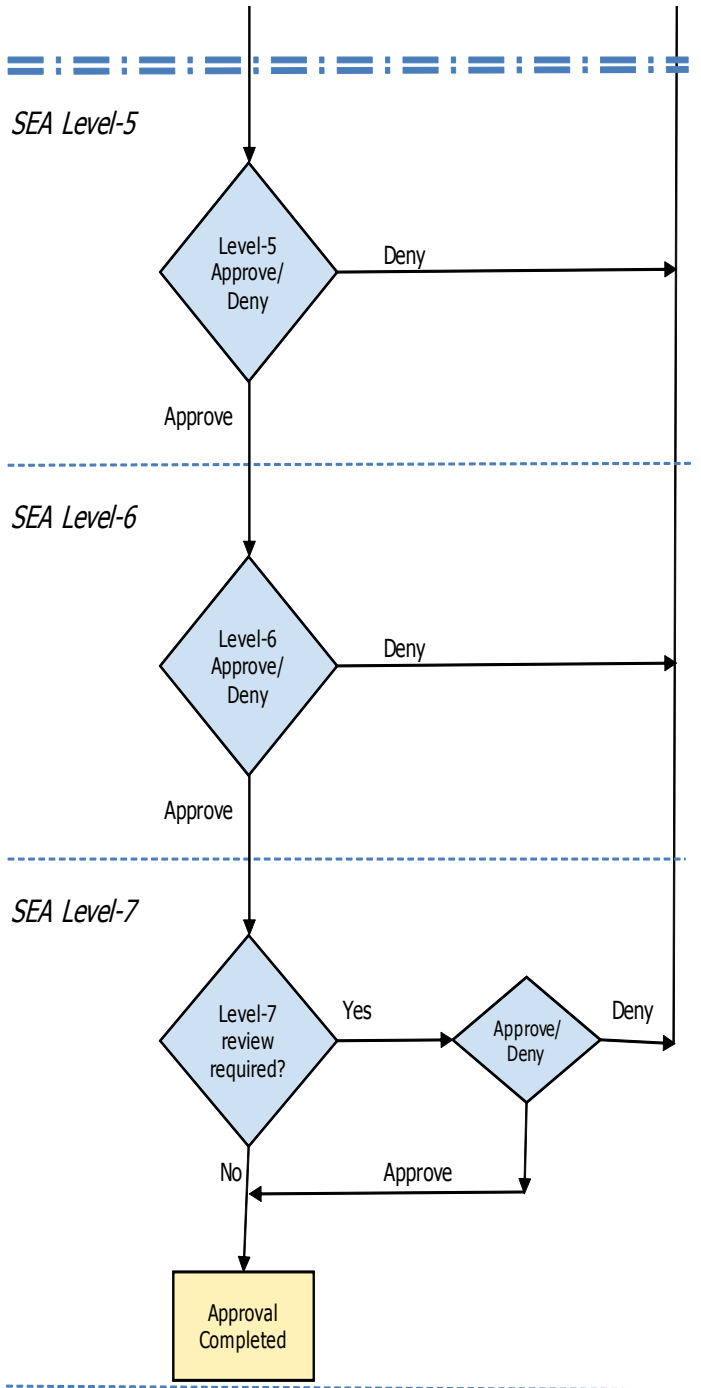 SEA Level-5
Level-5
Approve/
Deny
Deny
Approve
SEA Level-6
Level-6
Approve/
Deny
Deny
Approve
SEA Level-7
Level-7
review
required?
Yes
Approve/
Deny
Deny
No
Approve
Approval
Completed